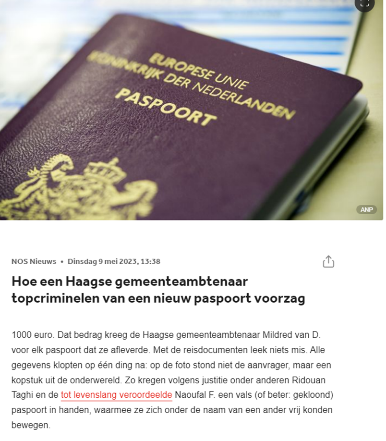 EUROPESE UNIE
KONINKRIJK DER NEDERLANDEN
PASPOORT
ANP
NOS Nieuws • Dinsdag 9 mei 2023, 13:38
Hoe een Haagse gemeenteambtenaar
topcriminelen van een nieuw paspoort voorzag
1000 euro. Dat bedrag kreeg de Haagse gemeenteambtenaar Mildred van D.
voor elk paspoort dat ze afleverde. Met de reisdocumenten leek niets mis. Alle
gegevens klopten op één ding na: op de foto stond niet de aanvrager, maar een
kopstuk uit de onderwereld. Zo kregen volgens justitie onder anderen Ridouan
Taghi en de tot levenslang veroordeelde Naoufal F. een vals (of beter: gekloond)
paspoort in handen, waarmee ze zich onder de naam van een ander vrij konden
bewegen.